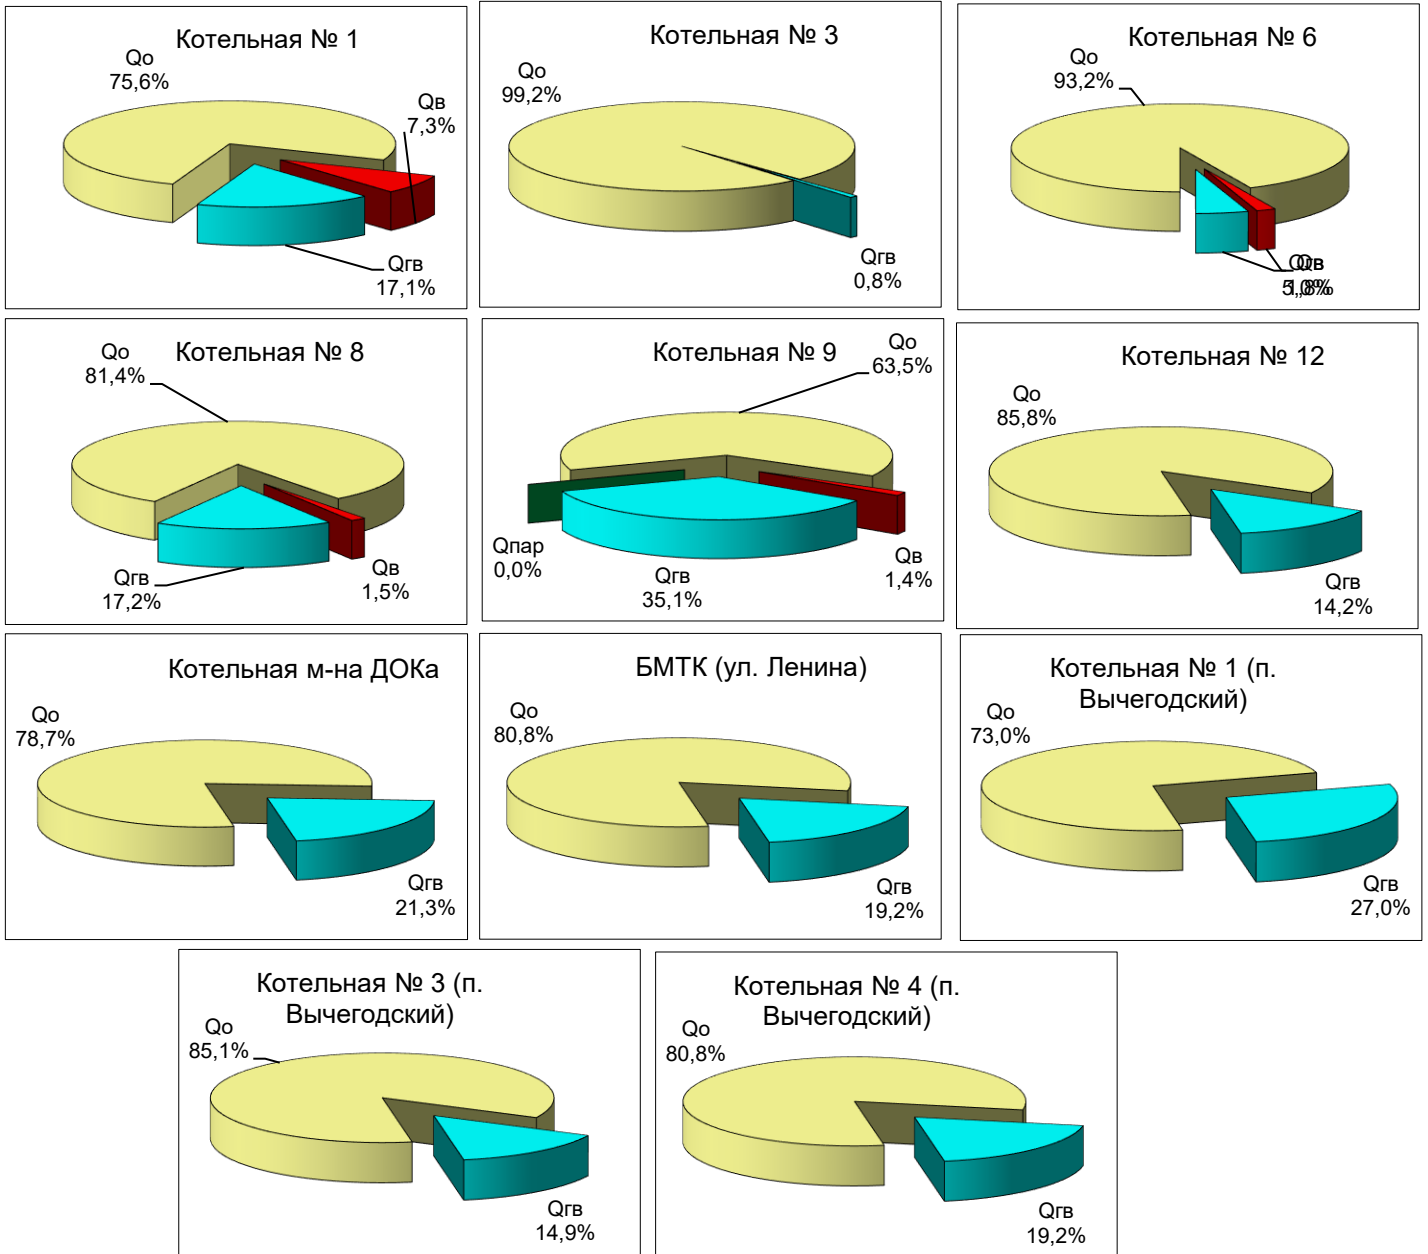 Котельная № 1
Qо
75,6%
Qв
7,3%
Qгв
17,1%
Котельная № 3
Qо
99,2%
Qгв
0,8%
Котельная № 6
Qо
93,2%
Котельная № 8
Qо
81,4%
Qгв
17,2%
Qв
1,5%
Котельная № 9
Qо
63,5%
Qпар
0,0%
Qгв
35,1%
Qв
1,4%
Котельная № 12
Qо
85,8%
Qгв
14,2%
Котельная м-на ДОКа
Qо
78,7%
Qгв
21,3%
БМТК (ул. Ленина)
Qо
80,8%
Qгв
19,2%
Котельная № 1 (п.
Вычегодский)
Qо
73,0%
Qгв
27,0%
Котельная № 3 (п.
Вычегодский)
Qо
85,1%
Qгв
14,9%
Котельная № 4 (п.
Вычегодский)
Qо
80,8%
Qгв
19,2%